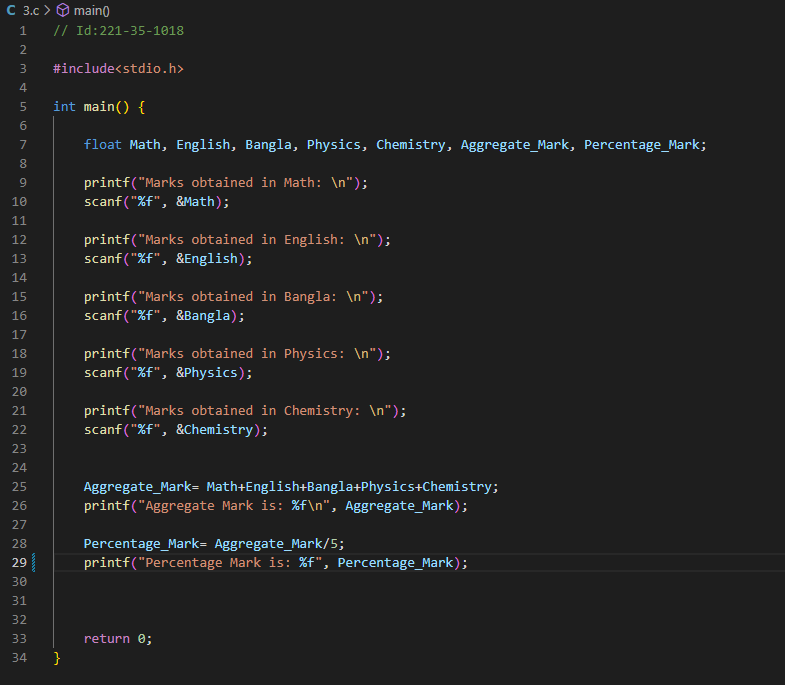 C 3.c > main()
1 // Id:221-35-1018
2
3 #include<stdio.h>
4
5 int main() {
6
7 float Math, English, Bangla, Physics, Chemistry, Aggregate_Mark, Percentage_Mark;
8
9 printf("Marks obtained in Math: \n");
10 scanf("%f", &Math);
11
12 printf("Marks obtained in English: \n");
13 scanf("%f", &English);
14
15 printf("Marks obtained in Bangla: \n");
16 scanf("%f", &Bangla);
17
18 printf("Marks obtained in Physics: \n");
19 scanf("%f", &Physics);
20
21 printf("Marks obtained in Chemistry: \n");
22 scanf("%f", &Chemistry);
23
24
25 Aggregate_Mark= Math+English+Bangla+Physics+Chemistry;
26 printf("Aggregate Mark is: %f\n", Aggregate_Mark);
27
28 Percentage_Mark= Aggregate_Mark/5;
29 printf("Percentage Mark is: %f", Percentage_Mark);
30
31
32
33 return 0;
34 }